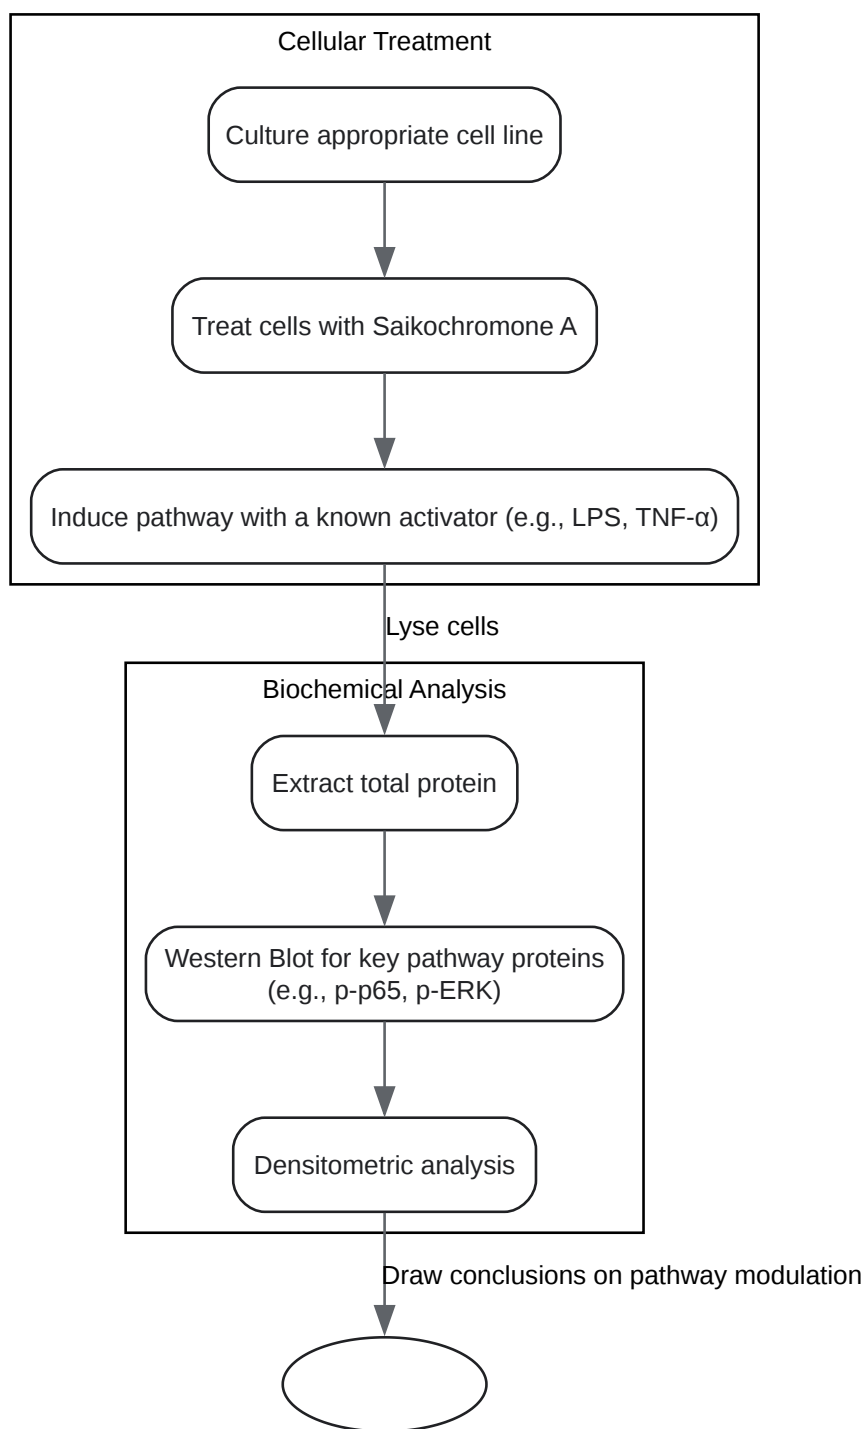 Cellular Treatment
Culture appropriate cell line
Treat cells with Saikochromone A
Induce pathway with a known activator (e.g., LPS, TNF-α)
Lyse cells
Biochemical Analysis
Extract total protein
Western Blot for key pathway proteins
(e.g., p-p65, p-ERK)
Densitometric analysis
Draw conclusions on pathway modulation